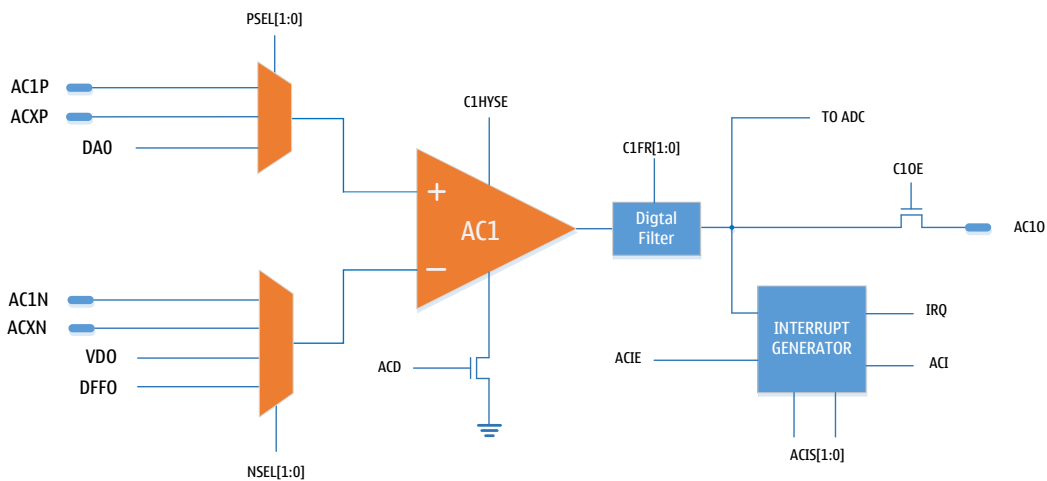 PSEL[1:0]
AC1P
ACXP
DAO
C1HYSE
TO ADC
C1FR[1:0]
C1OE
+
AC1
−
Digtal
Filter
AC1O
AC1N
ACXN
VDO
DFFO
ACD
ACIE
INTERRUPT
GENERATOR
IRQ
ACI
NSEL[1:0]
ACIS[1:0]